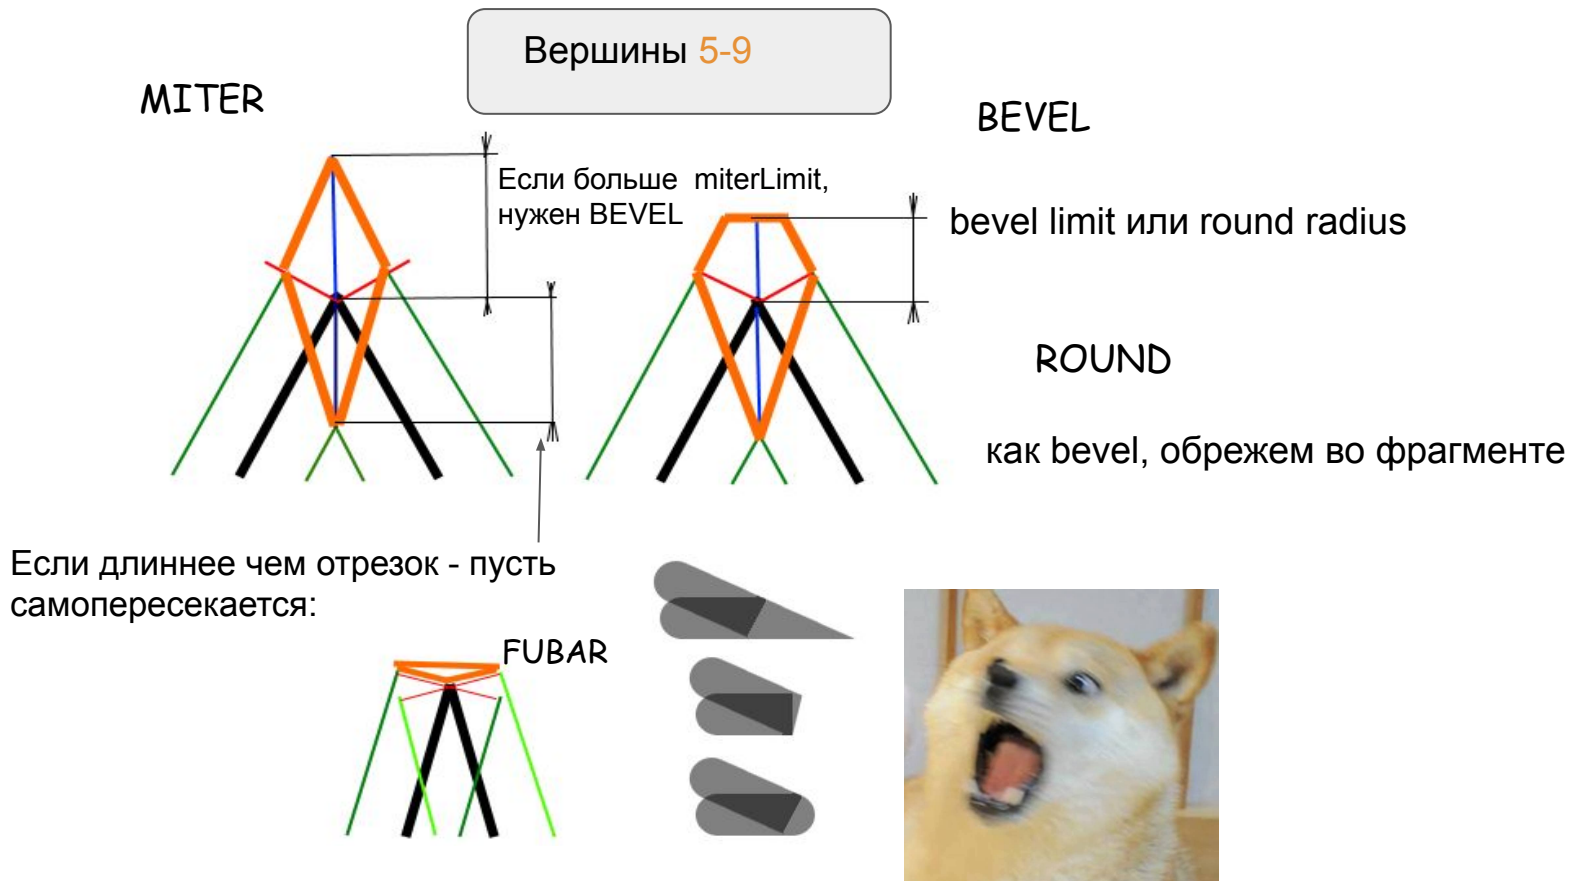 Вершины 5-9
MITER
BEVEL
Если больше miterLimit,
нужен BEVEL
bevel limit или round radius
ROUND
как bevel, обрежем во фрагменте
Если длиннее чем отрезок - пусть
самопересекается:
FUBAR